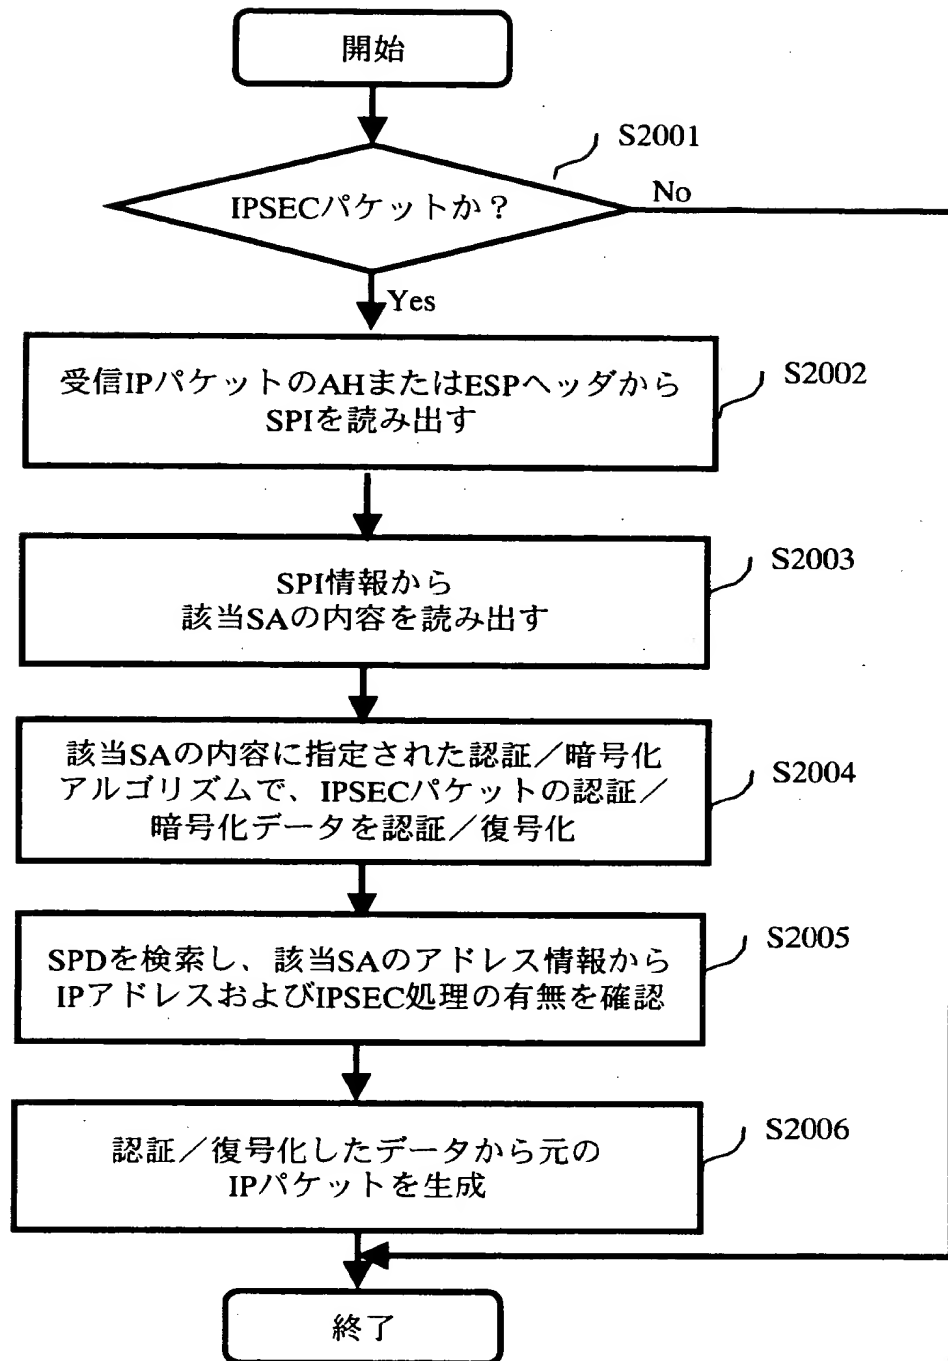 開始
S2001
IPSECパケットか?
No
Yes
受信IPパケットのAHまたはESPヘッダから
SPIを読み出す
S2002
SPI情報から
該当SAの内容を読み出す
S2003
該当SAの内容に指定された認証/暗号化
アルゴリズムで、IPSECパケットの認証/
暗号化データを認証/復号化
S2004
SPDを検索し、該当SAのアドレス情報から
IPアドレスおよびIPSEC処理の有無を確認
S2005
認証/復号化したデータから元の
IPパケットを生成
S2006
終了